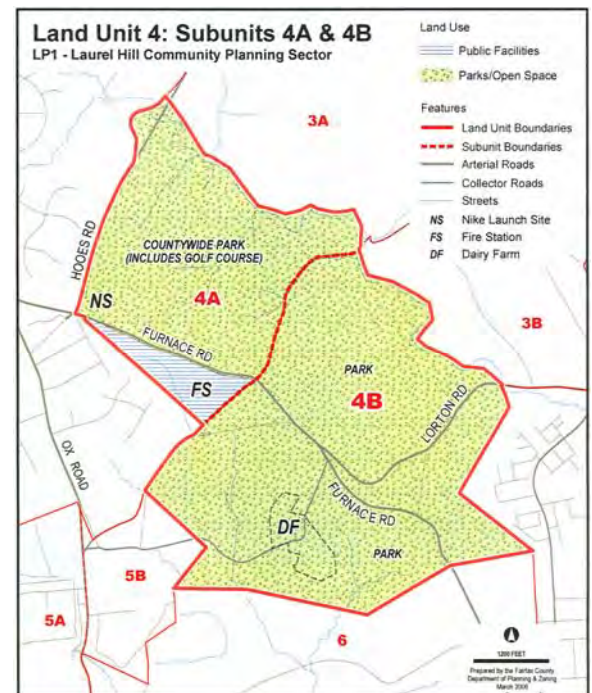 Land Unit 4: Subunits 4A & 4B
LP1 - Laurel Hill Community Planning Sector
Land Use
Public Facilities
Parks/Open Space
Features
Land Unit Boundaries
Subunit Boundaries
Arterial Roads
Collector Roads
Streets
NS Nike Launch Site
FS Fire Station
DF Dairy Farm
3A
HOOES RD
COUNTYWIDE PARK
(INCLUDES GOLF COURSE)
4A
NS
3B
FURNACE RD
PARK
FS
4B
LORTON RD
OX ROAD
FURNACE RD
DF
PARK
5B
5A
6
1200 FEET
Prepared by the Fairfax County
Department of Planning & Zoning